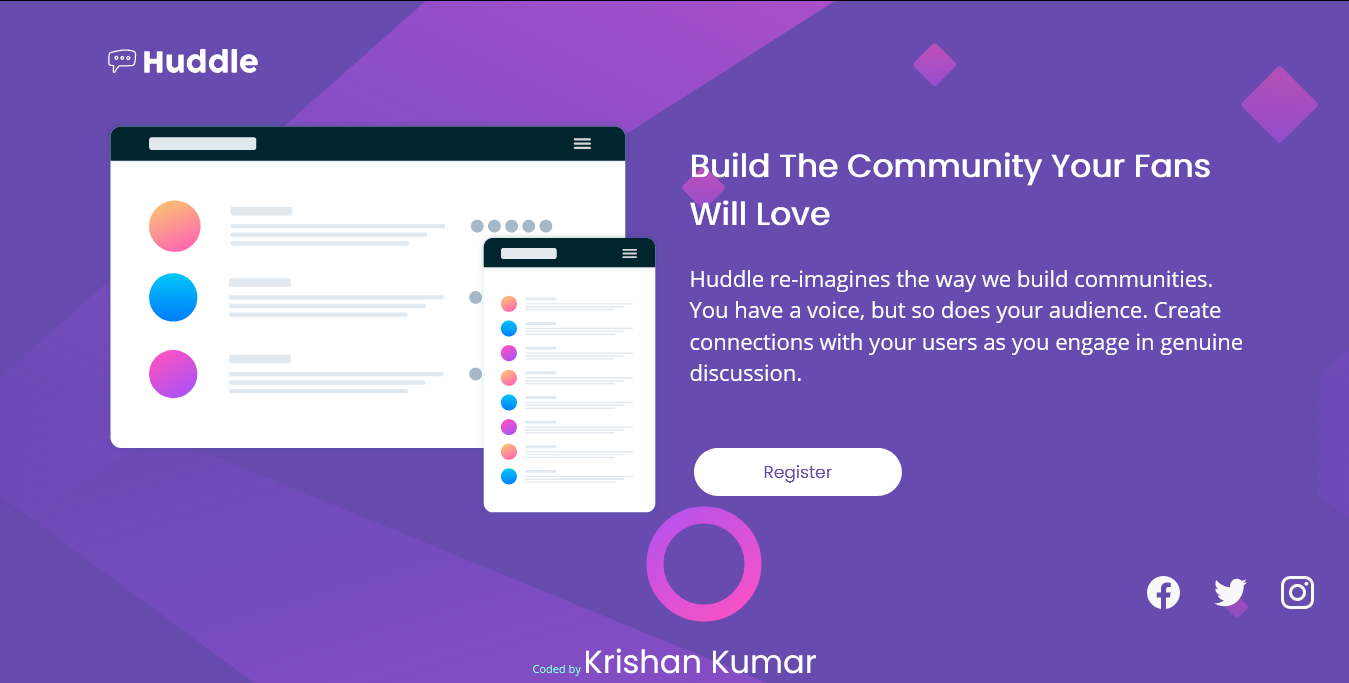 Huddle
Build The Community Your Fans
Will Love
Huddle re-imagines the way we build communities.
You have a voice, but so does your audience. Create
connections with your users as you engage in genuine
discussion.
Register
Coded by Krishan Kumar